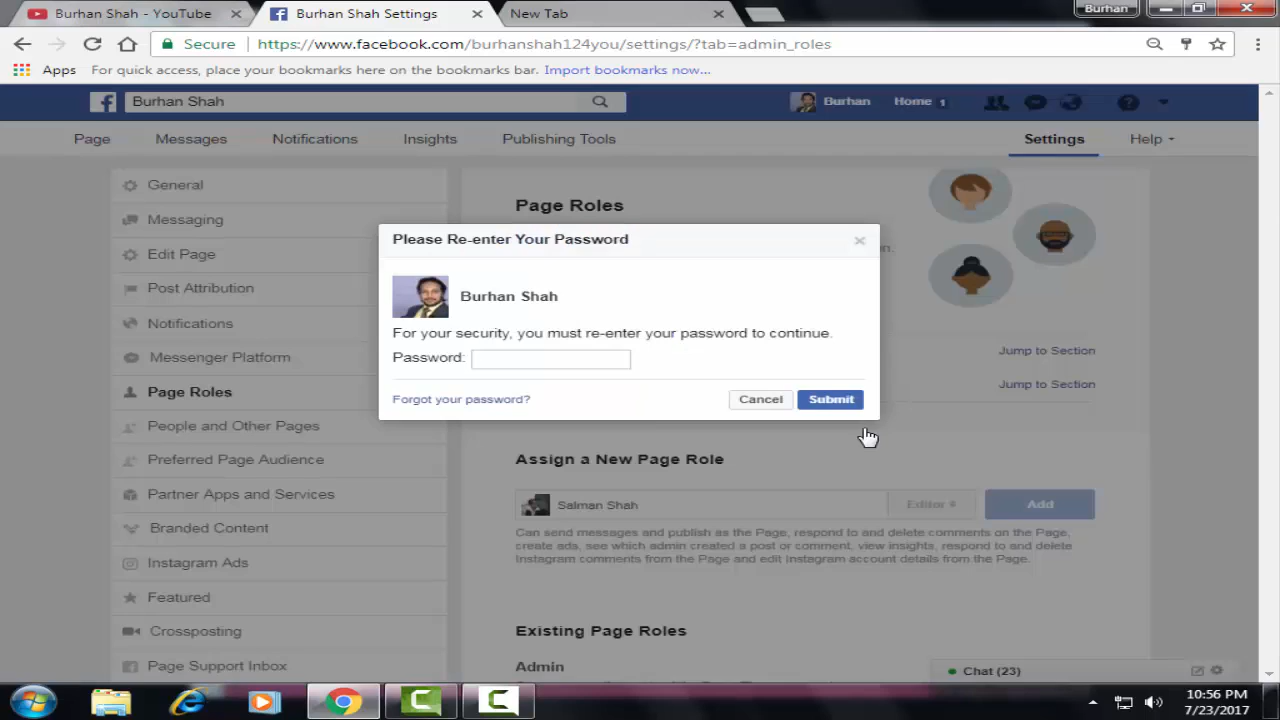 Burhan Shah - YouTube
Burhan Shah Settings
New Tab
Burhan
Secure
https://www.facebook.com/burhanshah124you/settings/?tab=admin_roles
Apps
For quick access, place your bookmarks here on the bookmarks bar. Import bookmarks now...
Burhan Shah
Burhan
Home 1
Page
Messages
Notifications
Insights
Publishing Tools
Settings
Help
General
Messaging
Edit Page
Post Attribution
Notifications
Messenger Platform
Page Roles
People and Other Pages
Preferred Page Audience
Partner Apps and Services
Branded Content
Instagram Ads
Featured
Crossposting
Page Support Inbox
Page Roles
Please Re-enter Your Password
Burhan Shah
For your security, you must re-enter your password to continue.
Password:
Forgot your password?
Cancel
Submit
Jump to Section
Jump to Section
Assign a New Page Role
Salman Shah
Editor
Add
Can send messages and publish as the Page, respond to and delete comments on the Page,
create ads, see which admin created a post or comment, view insights, respond to and delete
Instagram comments from the Page and edit Instagram account details from the Page.
Existing Page Roles
Admin
Chat (23)
10:56 PM
7/23/2017